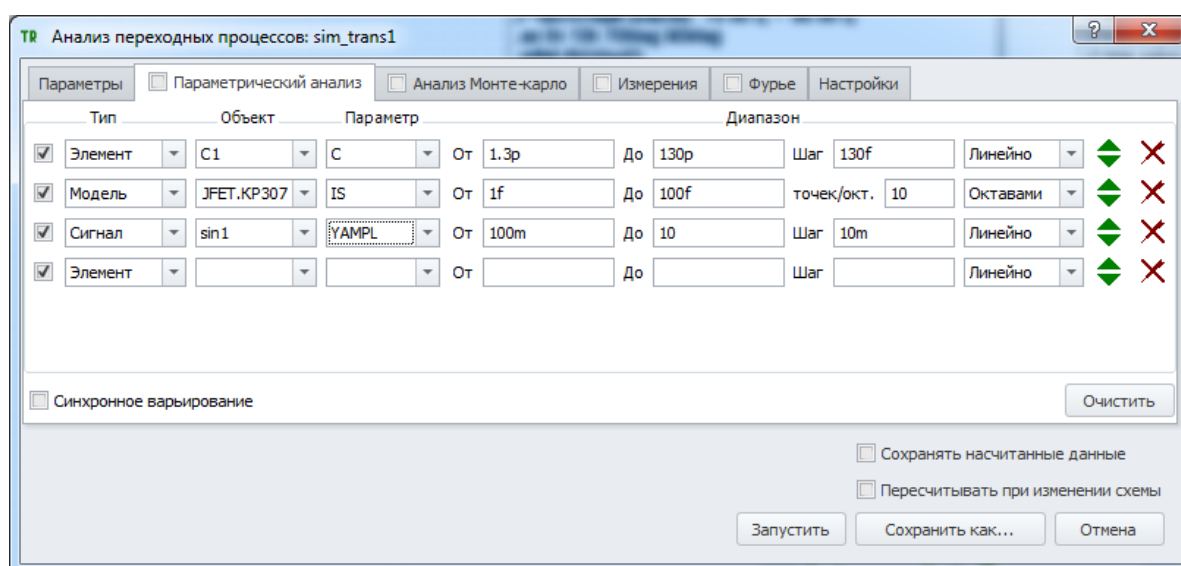 TR Анализ переходных процессов: sim_trans1 ? x
Параметры Параметрический анализ Анализ Монте-карло Измерения Фурье Настройки
Тип Объект Параметр Диапазон
Элемент C1 C От 1.3p До 130p Шаг 130f Линейно
Модель JFET.KP307 IS От 1f До 100f точек/окт. 10 Октавами
Сигнал sin1 YAMPL От 100m До 10 Шаг 10m Линейно
Элемент От До Шаг Линейно
Синхронное варьирование Очистить
Сохранять насчитанные данные
Пересчитывать при изменении схемы
Запустить Сохранить как... Отмена